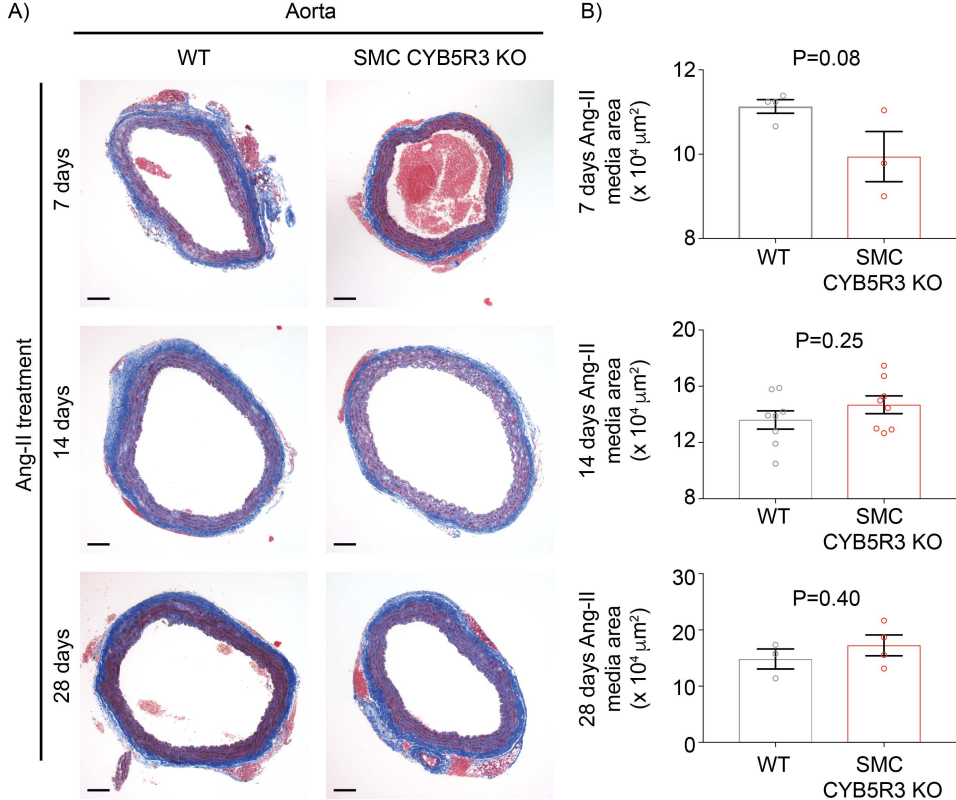 A)
Aorta
WT
SMC CYB5R3 KO
Ang-II treatment
7 days
14 days
28 days
B)
7 days Ang-II
media area
(x 10⁴ μm²)
12
10
8
P=0.08
WT
SMC
CYB5R3 KO
14 days Ang-II
media area
(x 10⁴ μm²)
20
16
12
8
P=0.25
WT
SMC
CYB5R3 KO
28 days Ang-II
media area
(x 10⁴ μm²)
30
20
10
0
P=0.40
WT
SMC
CYB5R3 KO